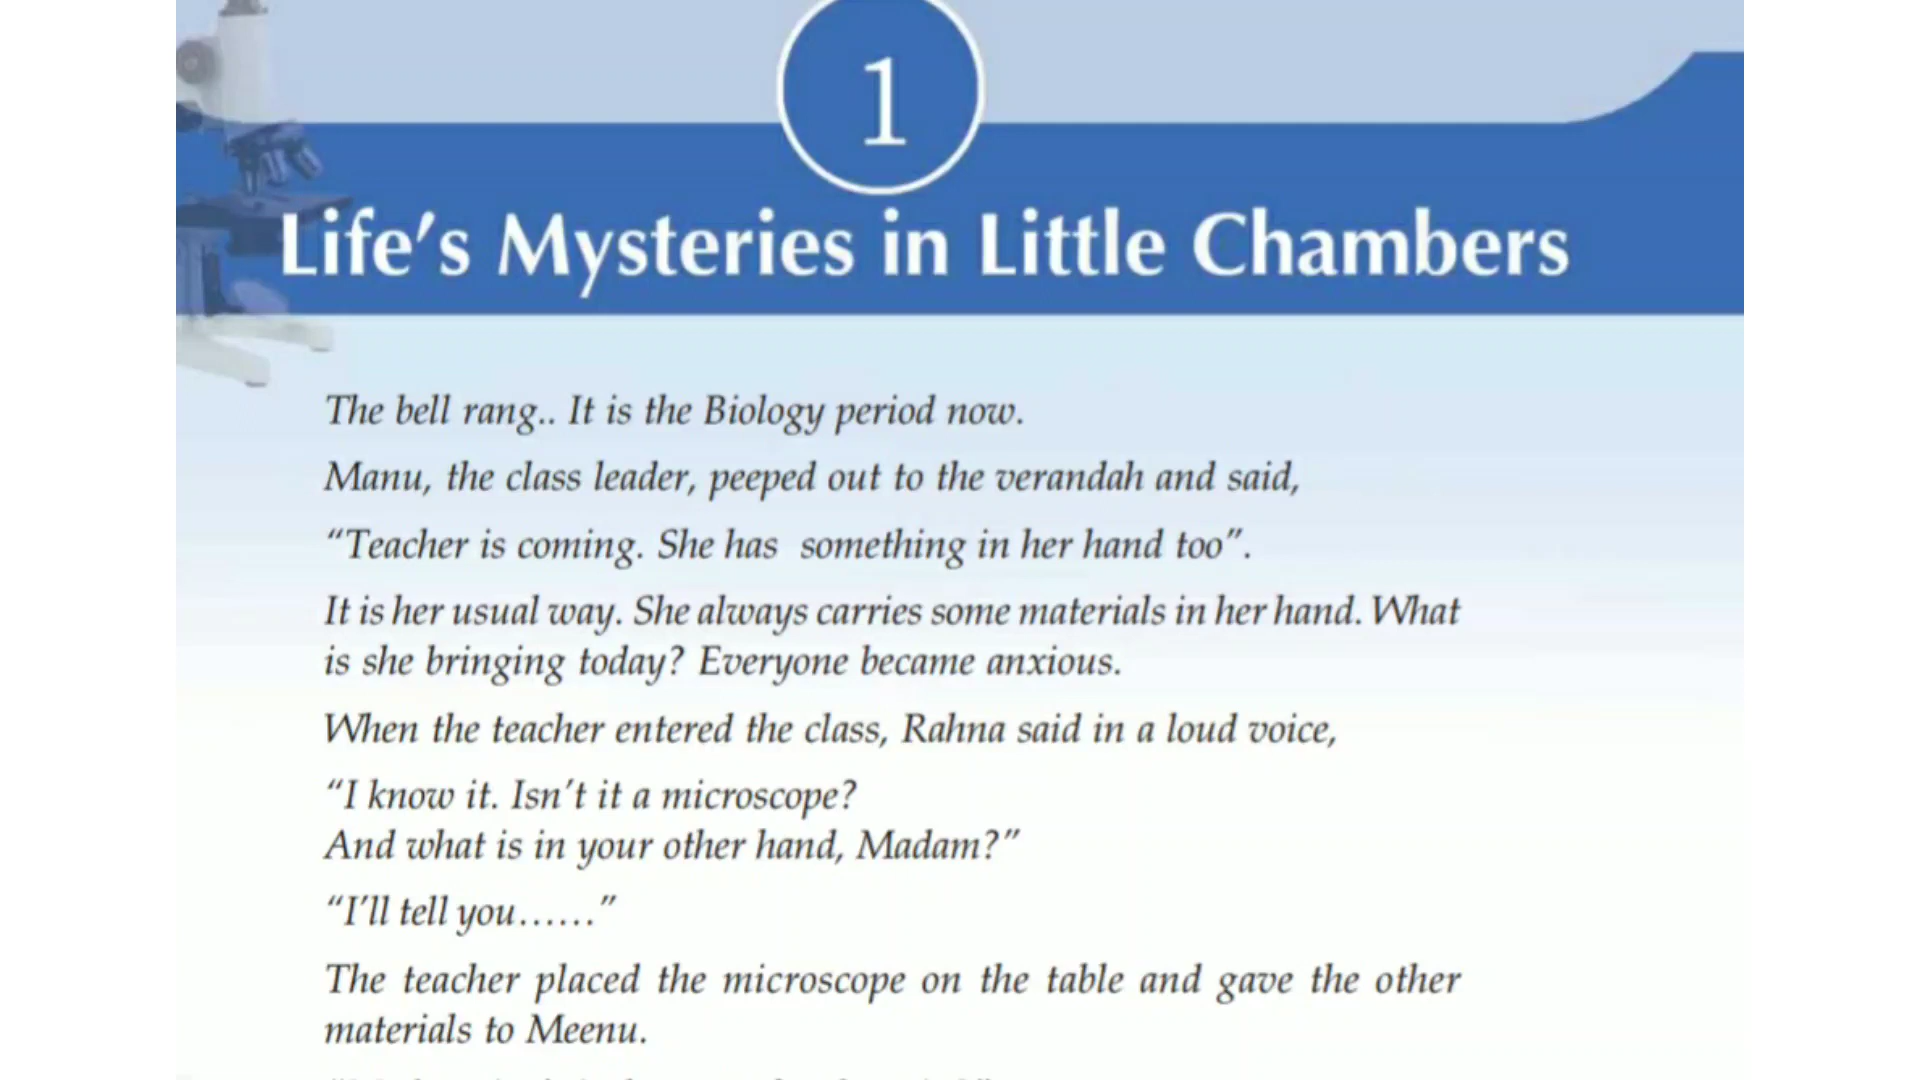 1
Life's Mysteries in Little Chambers
The bell rang.. It is the Biology period now.
Manu, the class leader, peeped out to the verandah and said,
“Teacher is coming. She has something in her hand too”.
It is her usual way. She always carries some materials in her hand. What
is she bringing today? Everyone became anxious.
When the teacher entered the class, Rahna said in a loud voice,
“I know it. Isn't it a microscope?
And what is in your other hand, Madam?”
“I'll tell you......”
The teacher placed the microscope on the table and gave the other
materials to Meenu.